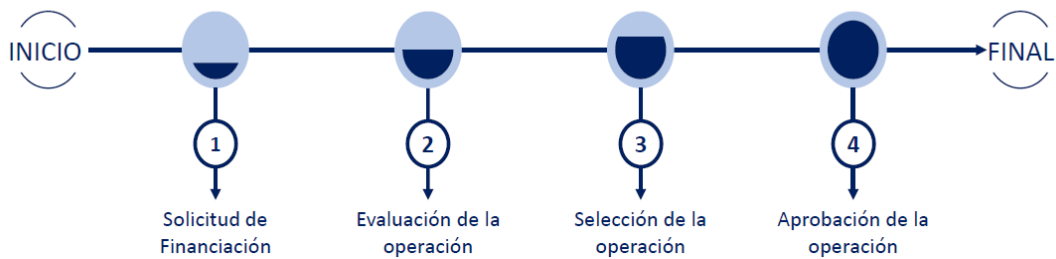 INICIO
FINAL
1
2
3
4
Solicitud de
Financiación
Evaluación de la
operación
Selección de la
operación
Aprobación de la
operación